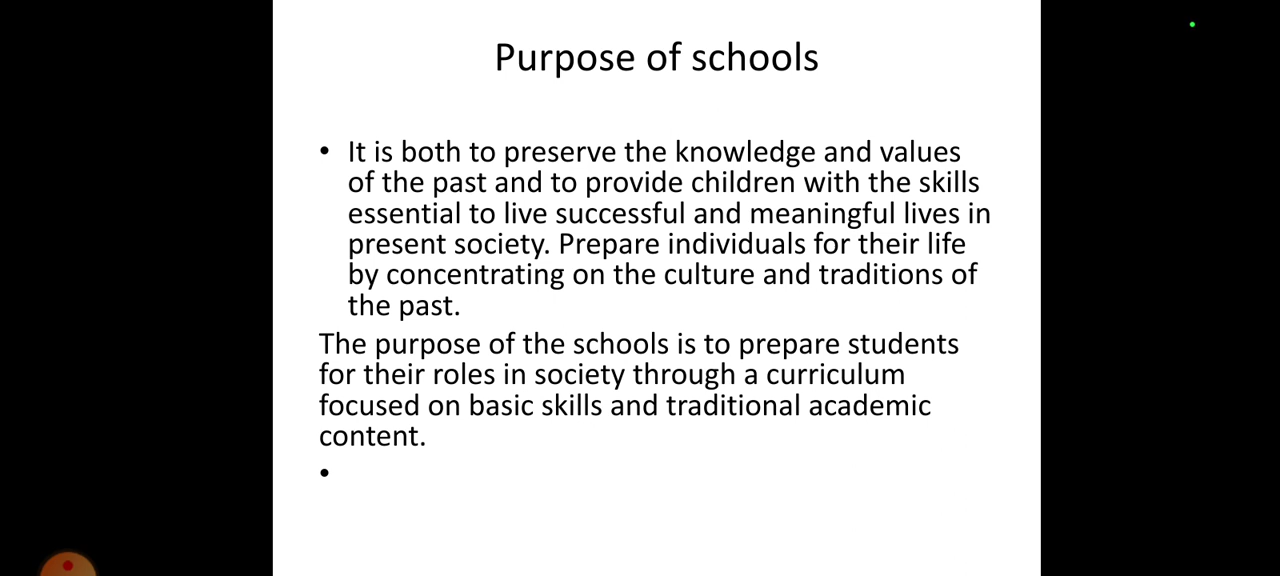 Purpose of schools
• It is both to preserve the knowledge and values
of the past and to provide children with the skills
essential to live successful and meaningful lives in
present society. Prepare individuals for their life
by concentrating on the culture and traditions of
the past.
The purpose of the schools is to prepare students
for their roles in society through a curriculum
focused on basic skills and traditional academic
content.
•